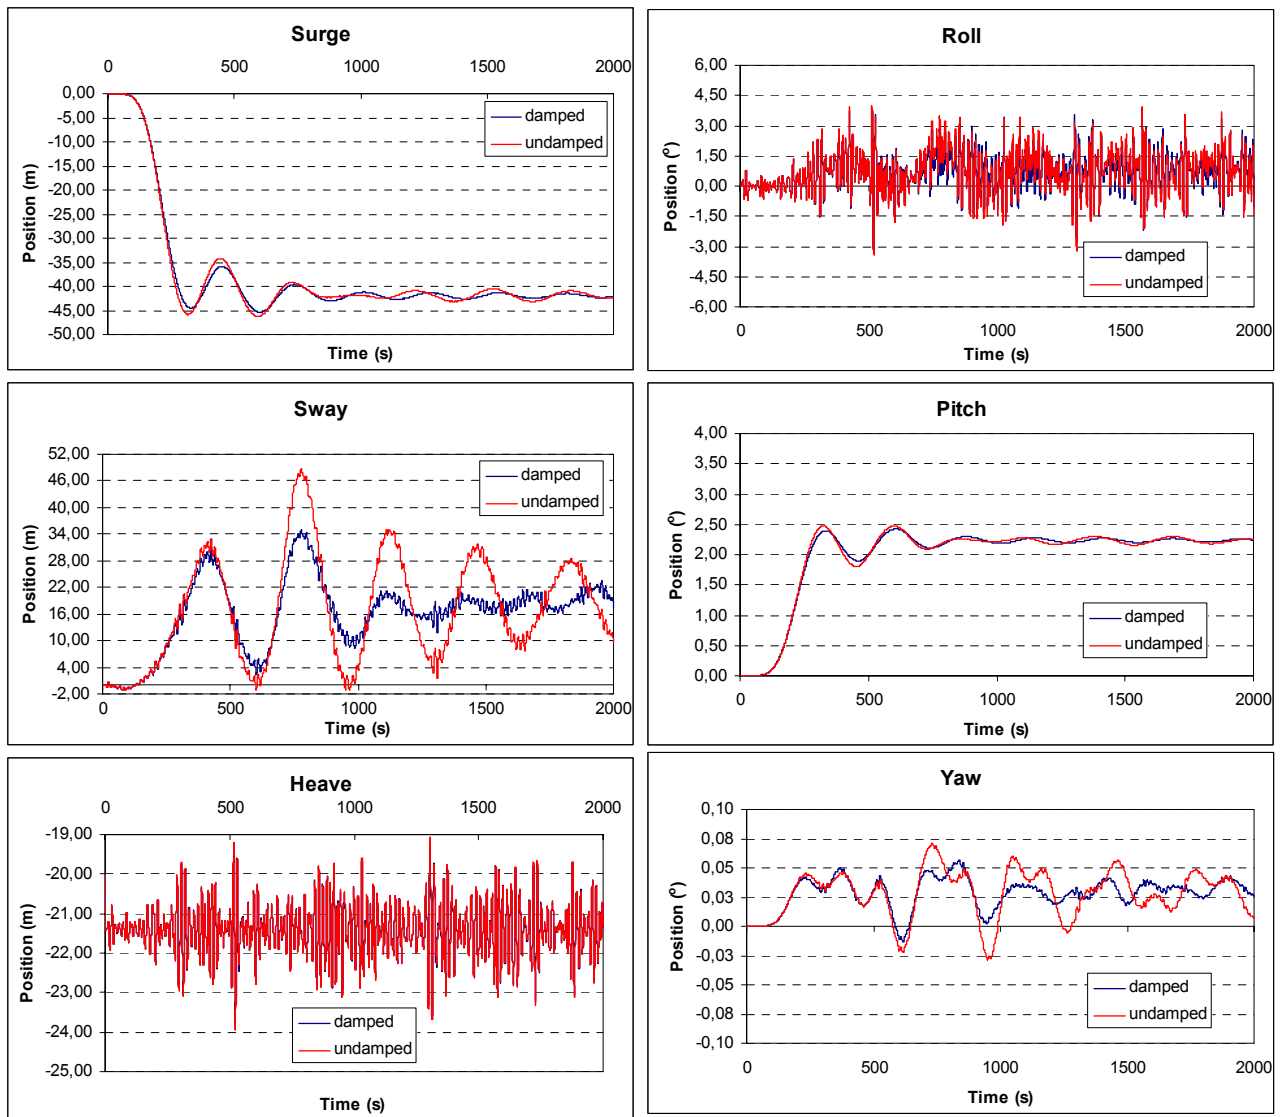 Surge
0 500 1000 1500 2000
0,00
-5,00
-10,00
-15,00
-20,00
-25,00
-30,00
-35,00
-40,00
-45,00
-50,00
Position (m)
damped
undamped
Time (s)
Roll
6,00
4,50
3,00
1,50
0,00
-1,50
-3,00
-4,50
-6,00
Position (º)
damped
undamped
0 500 1000 1500 2000
Time (s)
Sway
52,00
46,00
40,00
34,00
28,00
22,00
16,00
10,00
4,00
-2,00
Position (m)
damped
undamped
0 500 1000 1500 2000
Time (s)
Pitch
4,00
3,50
3,00
2,50
2,00
1,50
1,00
0,50
0,00
Position (º)
damped
undamped
0 500 1000 1500 2000
Time (s)
Heave
0 500 1000 1500 2000
-19,00
-20,00
-21,00
-22,00
-23,00
-24,00
-25,00
Position (m)
damped
undamped
Time (s)
Yaw
0,10
0,08
0,05
0,03
0,00
-0,03
-0,05
-0,08
-0,10
Position (º)
damped
undamped
0 500 1000 1500 2000
Time (s)